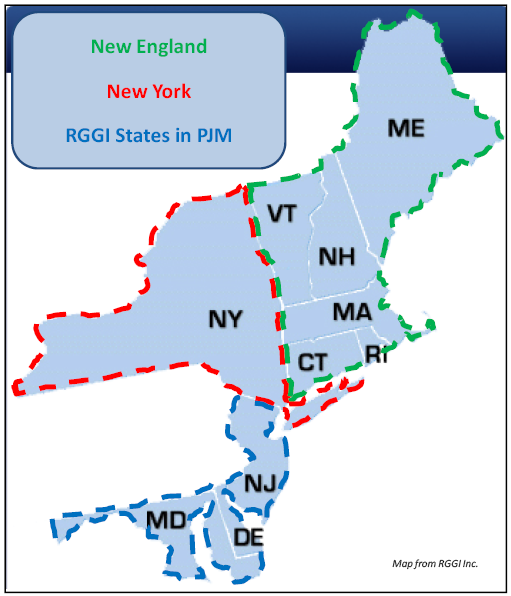 New England
New York
RGGI States in PJM
ME
VT
NH
NY
MA
CT
RI
NJ
MD
DE
Map from RGGI Inc.